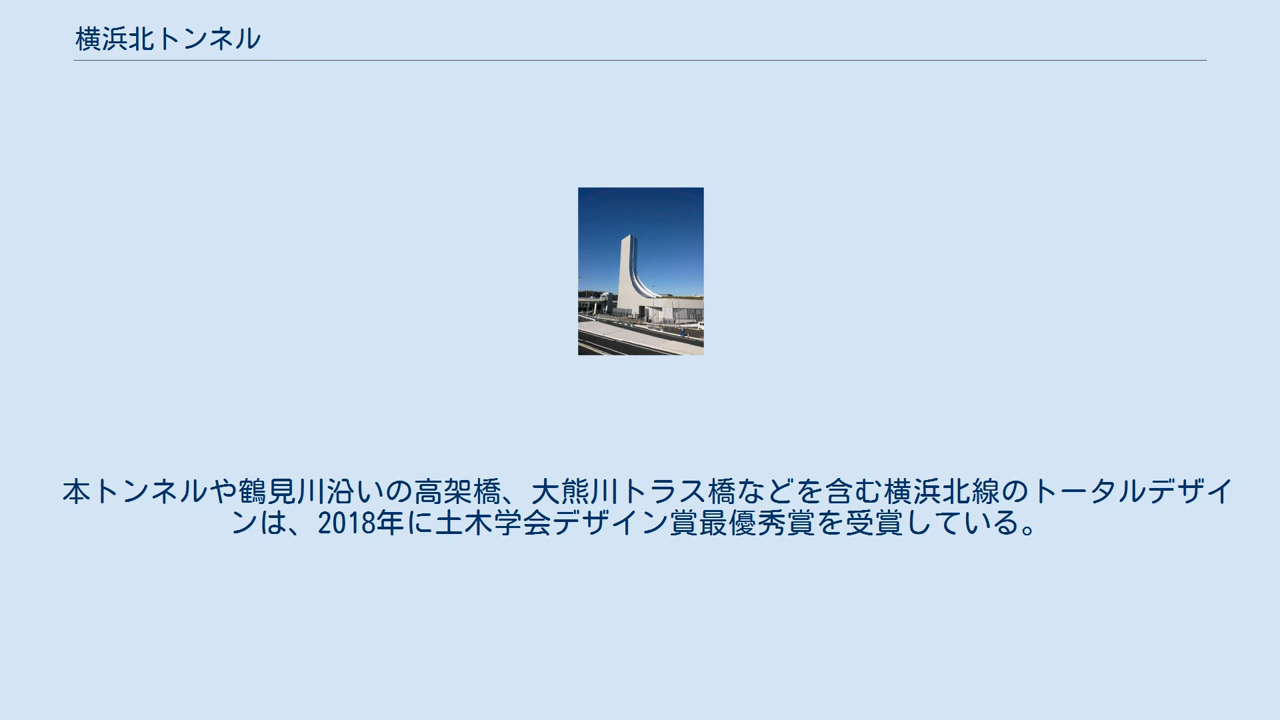 横浜北トンネル
本トンネルや鶴見川沿いの高架橋、大熊川トラス橋などを含む横浜北線のトータルデザイ
ンは、2018年に土木学会デザイン賞最優秀賞を受賞している。